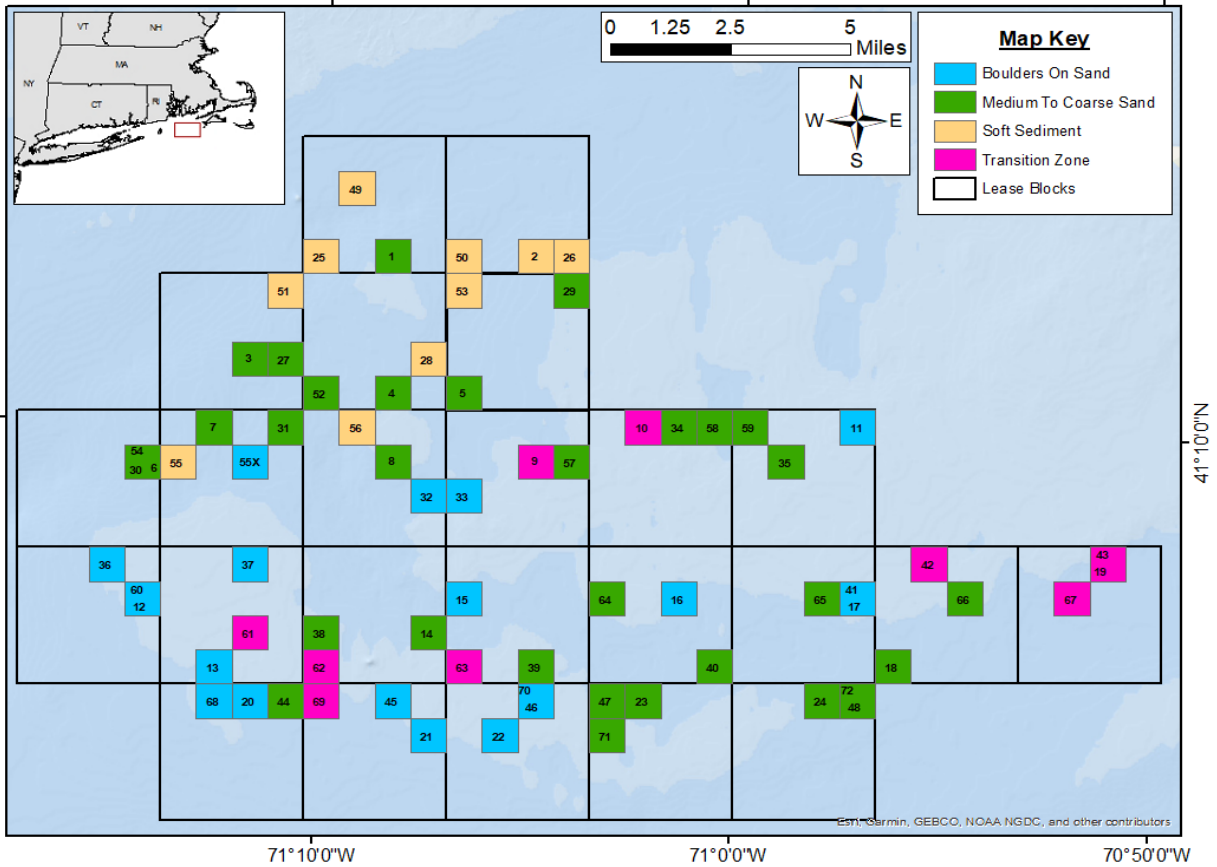 VT
NH
NY
MA
CT
RI
0 1.25 2.5 5
Miles
N
W E
S
Map Key
Boulders On Sand
Medium To Coarse Sand
Soft Sediment
Transition Zone
Lease Blocks
49
25 1 50 2 26
51 53 29
3 27 28
52 4 5
7 31 56 10 34 58 59 11
54
30 6 55 55X 8 9 57 35
32 33
36 37 42 43
19
60
12 15 64 16 65 41
17 66 67
61 38 14
13 62 63 39 40 18
68 20 44 69 45 70
46 47 23 24 72
48
21 22 71
41°10'0"N
Esri, Garmin, GEBCO, NOAA NGDC, and other contributors
71°10'0"W 71°0'0"W 70°50'0"W